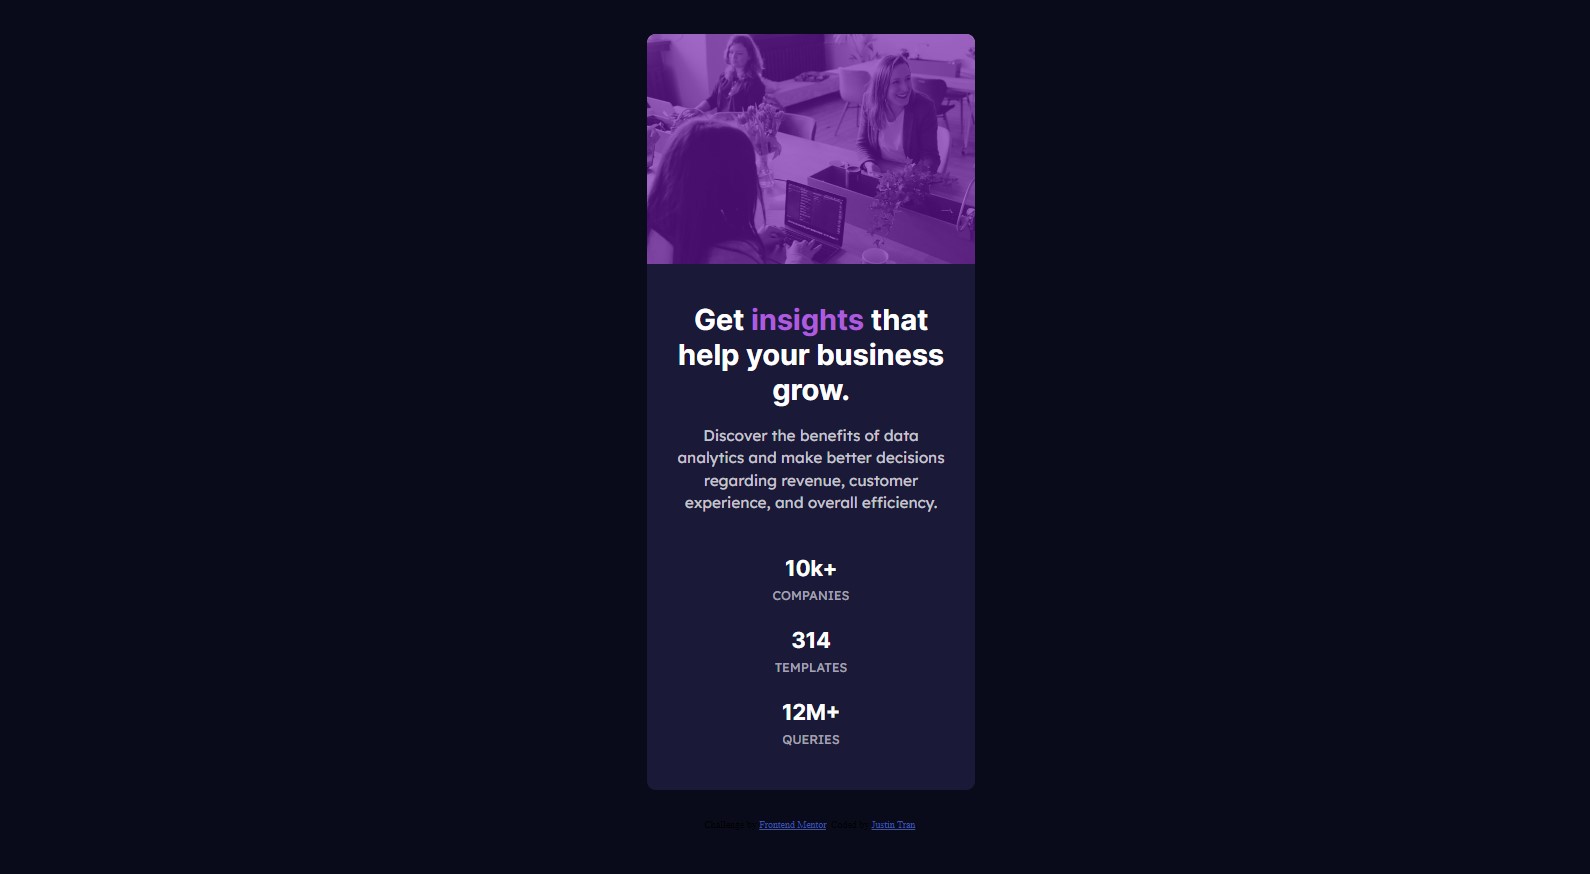 Get insights that
help your business
grow.
Discover the benefits of data
analytics and make better decisions
regarding revenue, customer
experience, and overall efficiency.
10k+
COMPANIES
314
TEMPLATES
12M+
QUERIES
Challenge by Frontend Mentor. Coded by Justin Tran